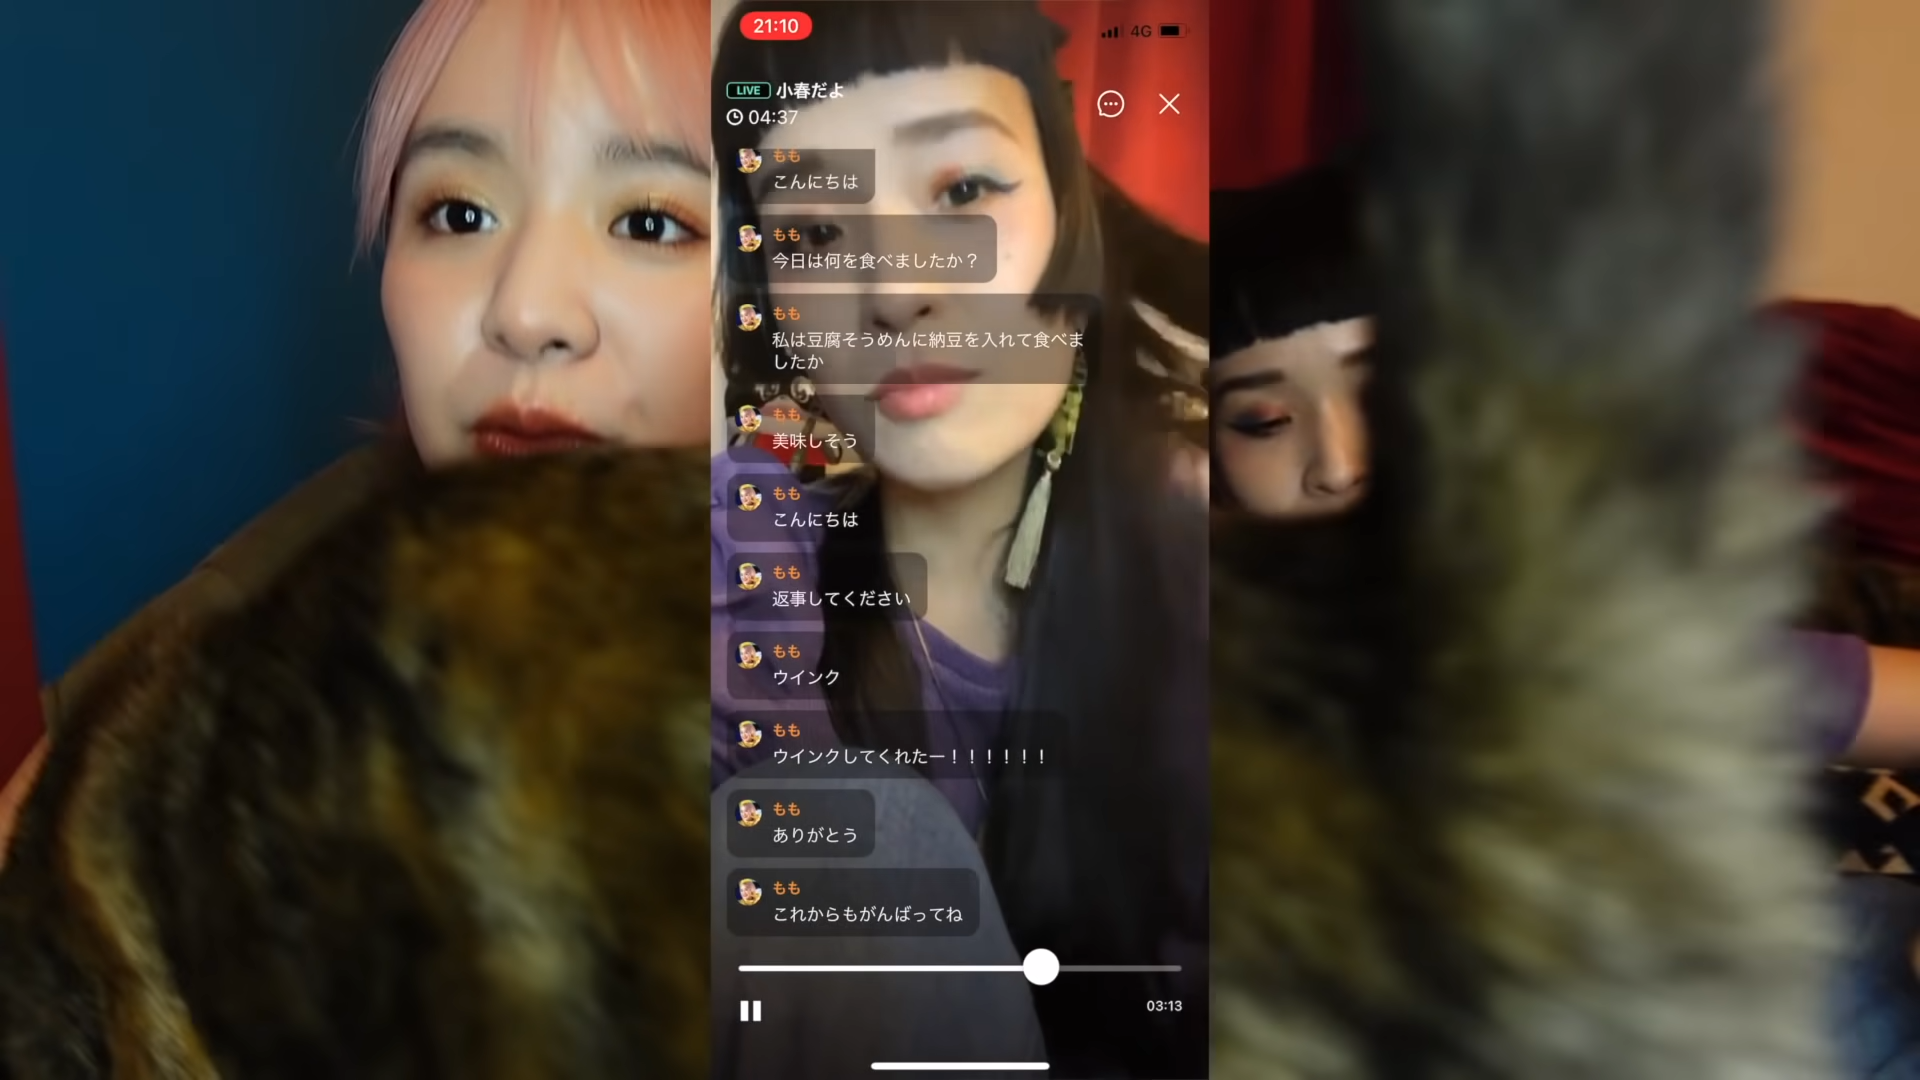 21:10
4G
LIVE 小春だよ
04:37
もも
こんにちは
もも
今日は何を食べましたか？
もも
私は豆腐そうめんに納豆を入れて食べま
したか
もも
美味しそう
もも
こんにちは
もも
返事してください
もも
ウインク
もも
ウインクしてくれたー！！！！！！
もも
ありがとう
もも
これからもがんばってね
03:13